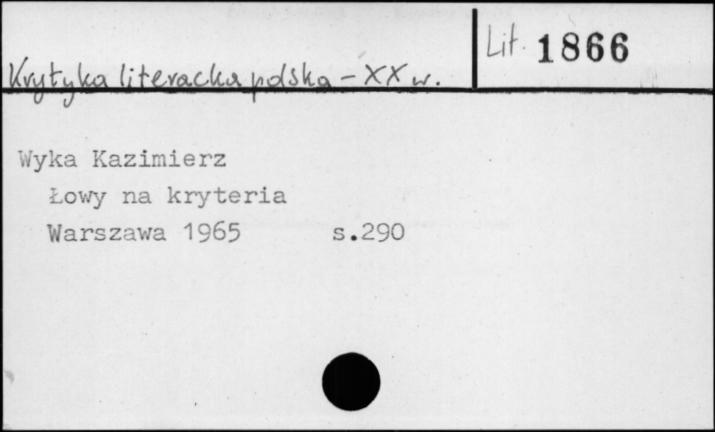 Lit. 1866
Krytyka literacka polska – XX w.
Wyka Kazimierz
Łowy na kryteria
Warszawa 1965 s.290